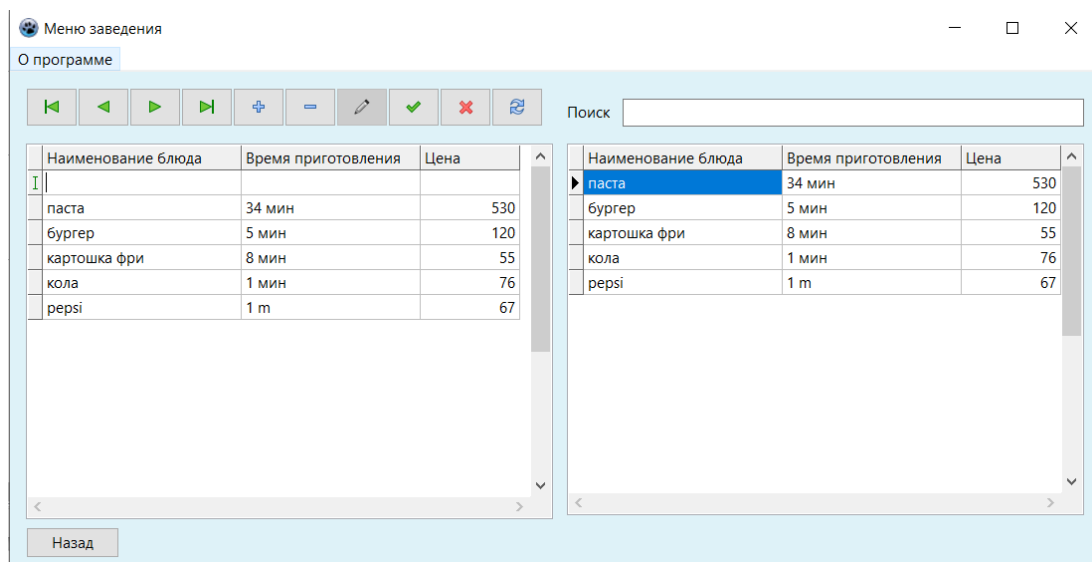 Меню заведения
О программе
Поиск
Наименование блюда Время приготовления Цена
паста 34 мин 530
бургер 5 мин 120
картошка фри 8 мин 55
кола 1 мин 76
pepsi 1 m 67
Наименование блюда Время приготовления Цена
паста 34 мин 530
бургер 5 мин 120
картошка фри 8 мин 55
кола 1 мин 76
pepsi 1 m 67
Назад